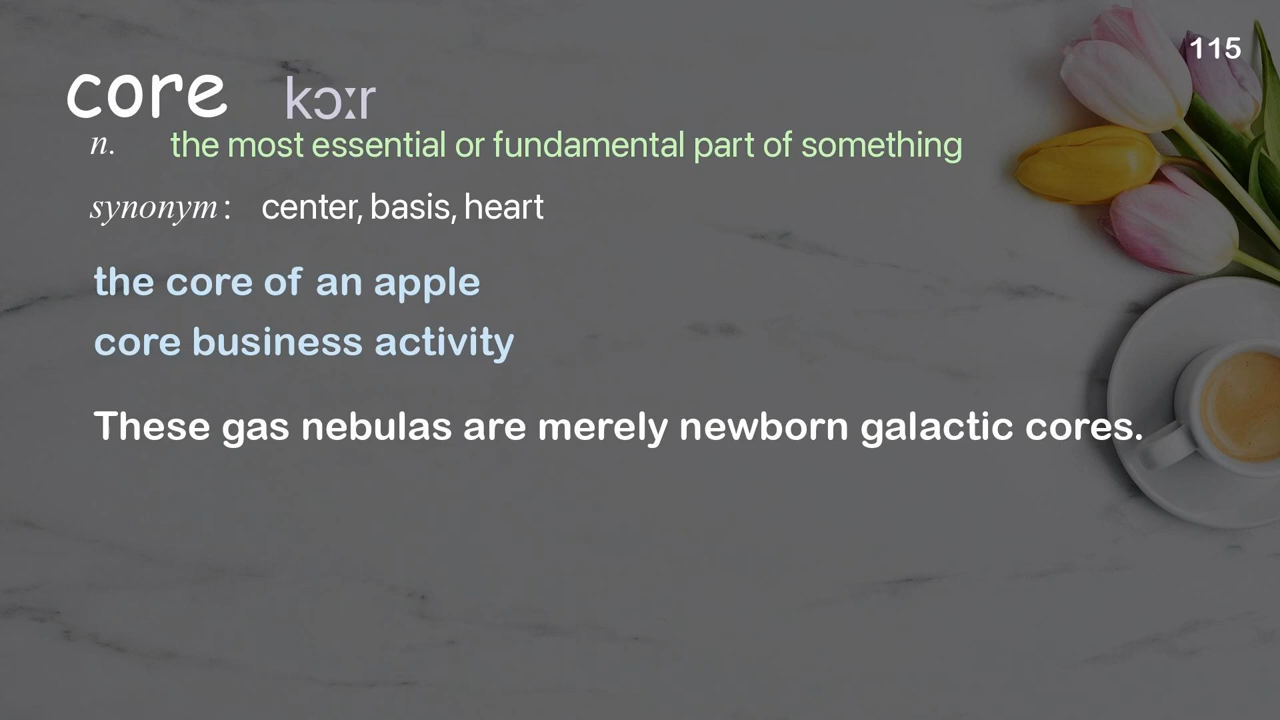 115
core kɔːr
n. the most essential or fundamental part of something
synonym: center, basis, heart
the core of an apple
core business activity
These gas nebulas are merely newborn galactic cores.